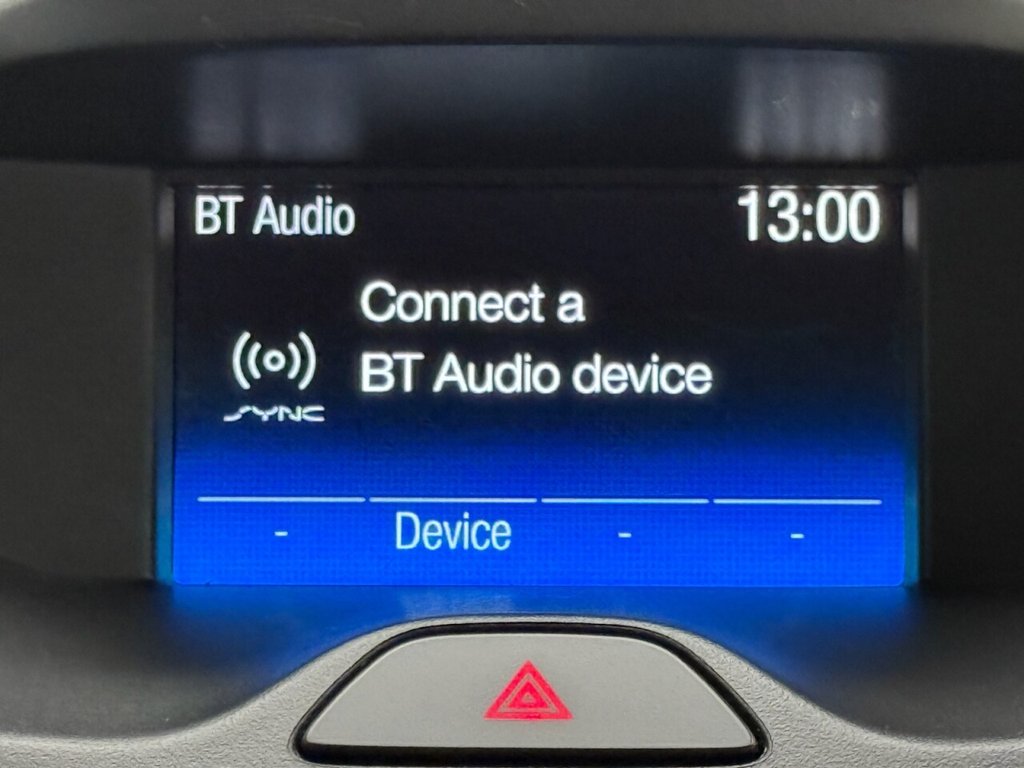 BT Audio
13:00
Connect a
BT Audio device
SYNC
- Device - -